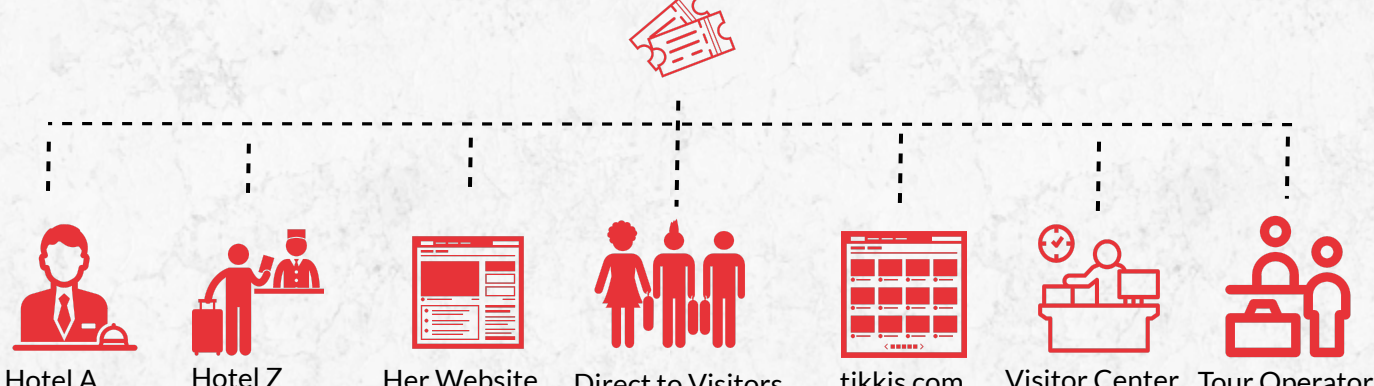 Hotel A
Hotel Z
Her Website
Direct to Visitors
tikkis.com
Visitor Center
Tour Operator